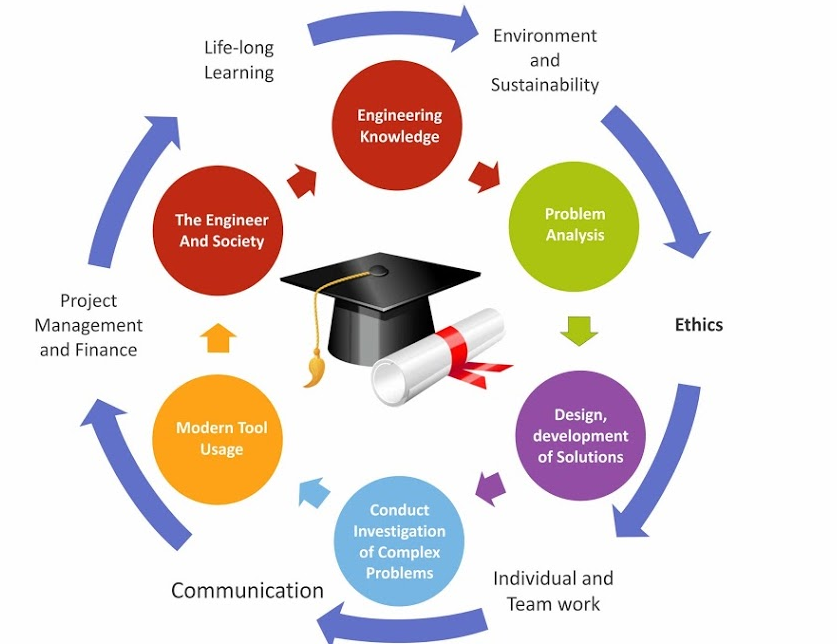 Life-long
Learning
Environment
and
Sustainability
Engineering
Knowledge
The Engineer
And Society
Problem
Analysis
Project
Management
and Finance
Ethics
Modern Tool
Usage
Design,
development
of Solutions
Conduct
Investigation
of Complex
Problems
Communication
Individual and
Team work